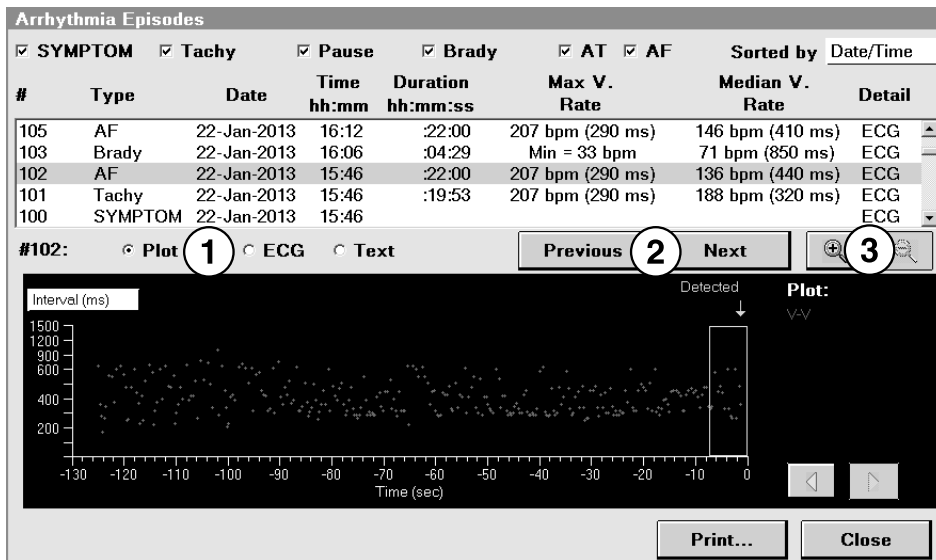 Arrhythmia Episodes
SYMPTOM Tachy Pause Brady AT AF Sorted by Date/Time
# Type Date Time hh:mm Duration hh:mm:ss Max V. Rate Median V. Rate Detail
105 AF 22-Jan-2013 16:12 :22:00 207 bpm (290 ms) 146 bpm (410 ms) ECG
103 Brady 22-Jan-2013 16:06 :04:29 Min = 33 bpm 71 bpm (850 ms) ECG
102 AF 22-Jan-2013 15:46 :22:00 207 bpm (290 ms) 136 bpm (440 ms) ECG
101 Tachy 22-Jan-2013 15:46 :19:53 207 bpm (290 ms) 188 bpm (320 ms) ECG
100 SYMPTOM 22-Jan-2013 15:46 ECG
#102: Plot 1 ECG Text Previous 2 Next 3
Interval (ms) Detected Plot:
V-V
1500
1200
900
600
400
200
-130 -120 -110 -100 -90 -80 -70 -60 -50 -40 -30 -20 -10 0
Time (sec)
Print... Close